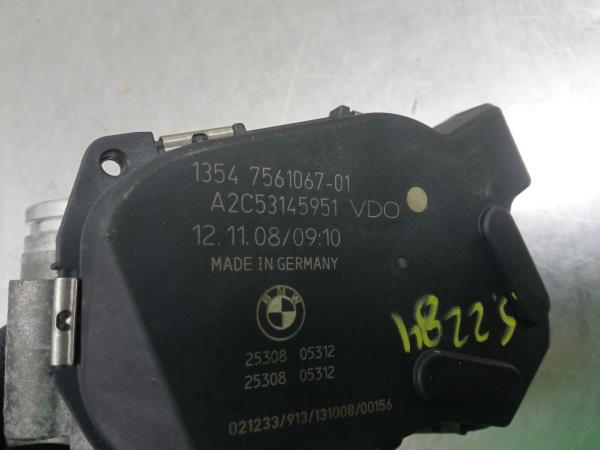 1354 7561067-01
A2C53145951 VDO
12.11.08/09:10
MADE IN GERMANY
BMW
25308 05312
25308 05312
021233/913/131008/00156